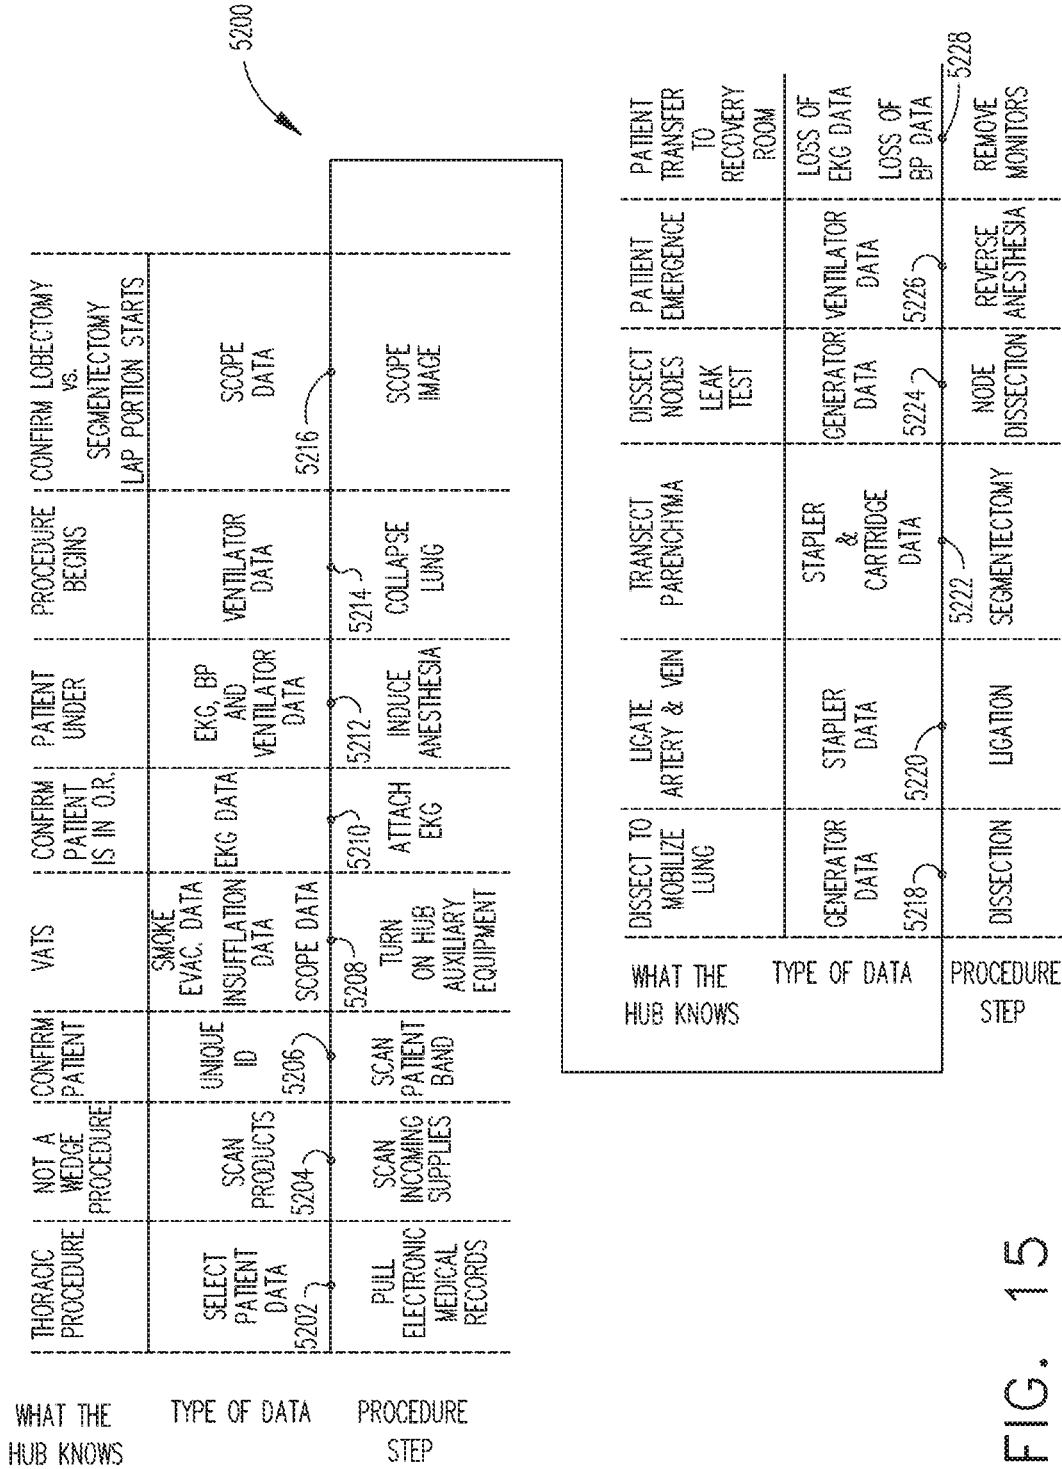 5200
WHAT THE
HUB KNOWS
THORACIC
PROCEDURE
NOT A
WEDGE
PROCEDURE
CONFIRM
PATIENT
VATS
CONFIRM
PATIENT
IS IN O.R.
PATIENT
UNDER
PROCEDURE
BEGINS
CONFIRM LOBECTOMY
vs.
SEGMENTECTOMY
LAP PORTION STARTS
TYPE OF DATA
SELECT
PATIENT
DATA
5202
SCAN
PRODUCTS
5204
UNIQUE
ID
5206
SMOKE
EVAC. DATA
INSUFFLATION
DATA
SCOPE DATA
5208
EKG DATA
5210
EKG, BP
AND
VENTILATOR
DATA
5212
VENTILATOR
DATA
5214
SCOPE
DATA
5216
PROCEDURE
STEP
PULL
ELECTRONIC
MEDICAL
RECORDS
SCAN
INCOMING
SUPPLIES
SCAN
PATIENT
BAND
TURN
ON HUB
AUXILIARY
EQUIPMENT
ATTACH
EKG
INDUCE
ANESTHESIA
COLLAPSE
LUNG
SCOPE
IMAGE
WHAT THE
HUB KNOWS
DISSECT TO
MOBILIZE
LUNG
LIGATE
ARTERY & VEIN
TRANSECT
PARENCHYMA
DISSECT
NODES
LEAK
TEST
PATIENT
EMERGENCE
PATIENT
TRANSFER
TO
RECOVERY
ROOM
TYPE OF DATA
GENERATOR
DATA
5218
STAPLER
DATA
5220
STAPLER
&
CARTRIDGE
DATA
5222
GENERATOR
DATA
5224
VENTILATOR
DATA
5226
LOSS OF
EKG DATA
LOSS OF
BP DATA
5228
PROCEDURE
STEP
DISSECTION
LIGATION
SEGMENTECTOMY
NODE
DISSECTION
REVERSE
ANESTHESIA
REMOVE
MONITORS
FIG. 15